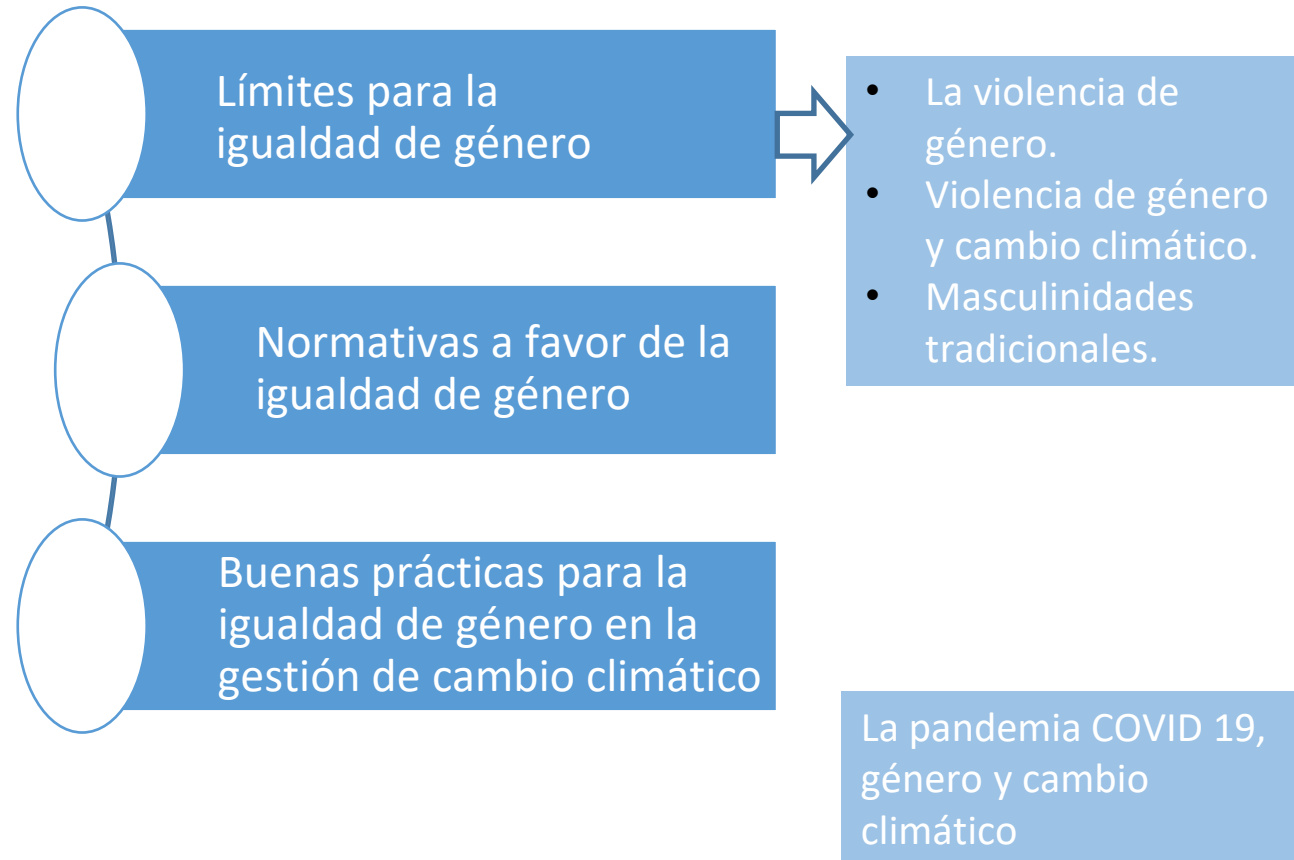 Límites para la
igualdad de género
• La violencia de
género.
• Violencia de género
y cambio climático.
• Masculinidades
tradicionales.
Normativas a favor de la
igualdad de género
Buenas prácticas para la
igualdad de género en la
gestión de cambio climático
La pandemia COVID 19,
género y cambio
climático